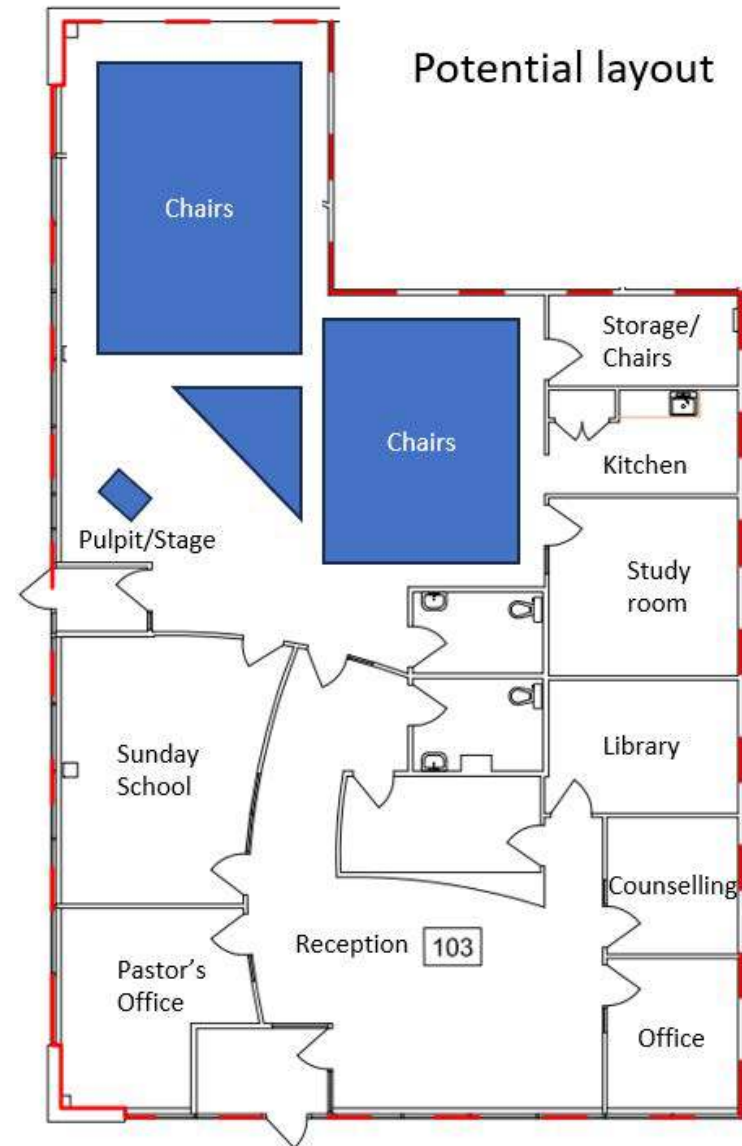 Potential layout
Chairs
Storage/
Chairs
Chairs
Kitchen
Pulpit/Stage
Study
room
Sunday
School
Library
Counselling
Reception
103
Pastor's
Office
Office